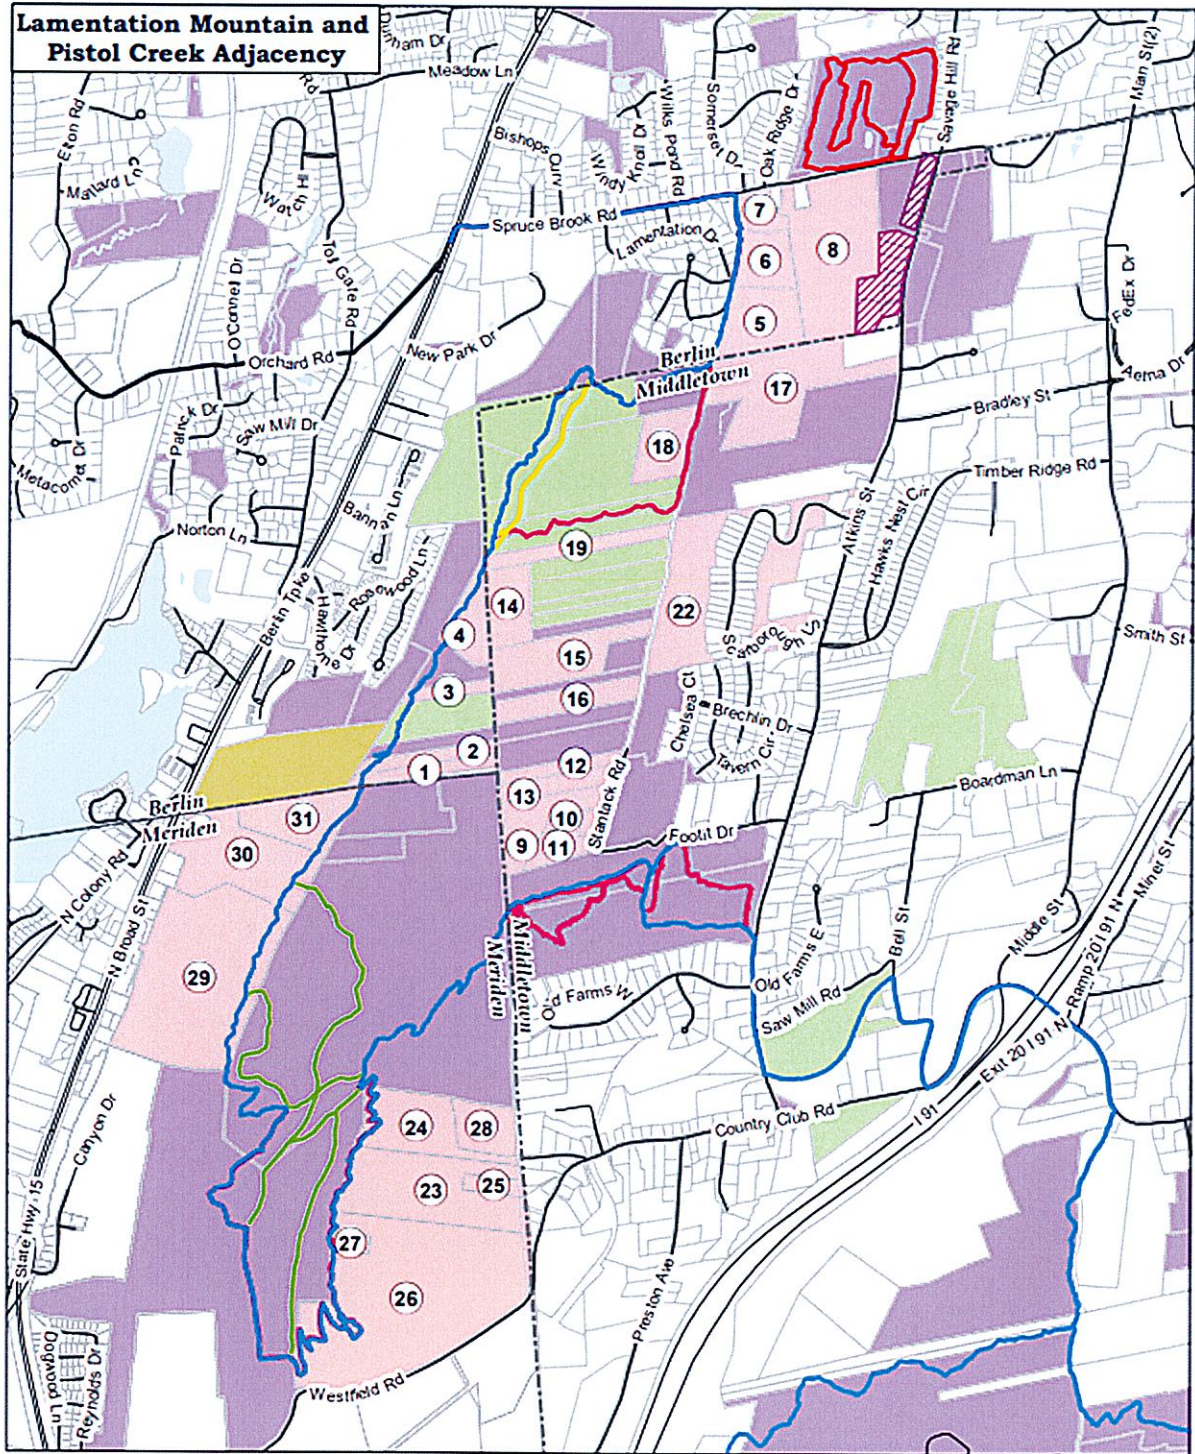 Lamentation Mountain and
Pistol Creek Adjacency
Dunham Dr
Meadow Ln
Rd
Elton Rd
Mallard Ln
Watch Hill
Toll Gate Rd
O'Connel Dr
Orchard Rd
New Park Dr
Patrick Dr
Saw Mill Dr
Metacomet Dr
Norton Ln
Bannan Ln
Rosewood Ln
Hawthorne Dr
Berlin Tpke
Bishops
Windy Knol Dr
Wilks Pond Rd
Somerset Dr
Oak Ridge Dr
Savage Hill Rd
Main St(2)
Spruce Brook Rd
Lamentation Dr
7
6
8
5
FedEx Dr
Aetna Dr
Berlin
Middletown
17
18
Bradley St
Timber Ridge Rd
Atkins St
Hawks Nest Cir
19
14
22
4
15
3
16
Smith St
Chelsea Ct
Brechlin Dr
Tavern Cir
2
1
12
13
10
9
11
Stantack Rd
Footit Dr
Boardman Ln
Berlin
Meriden
31
30
29
N Colony Rd
N Broad St
Meriden
Middletown
Old Farms W
Old Farms E
Saw Mill Rd
Bell St
Middle St
Miner St
Ramp 20 I 91 N
Exit 20 I 91 N
I 91
Country Club Rd
24
28
23
25
27
26
Canyon Dr
State Hwy 15
Dogwood Ln
Reynolds Dr
Westfield Rd
Preston Ave